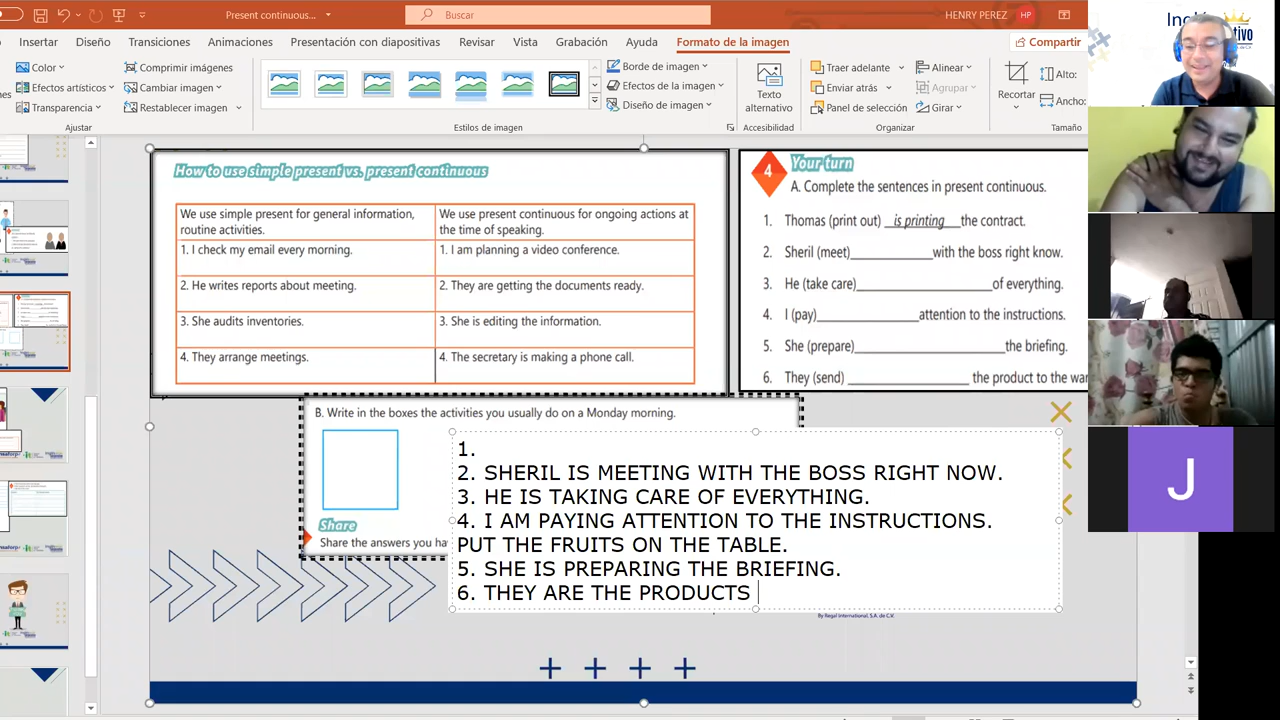 Present continuous...
Buscar
HENRY PEREZ
HP
Insertar
Diseño
Transiciones
Animaciones
Presentación con diapositivas
Revisar
Vista
Grabación
Ayuda
Formato de la imagen
Compartir
Color
Efectos artísticos
Transparencia
Comprimir imágenes
Cambiar imagen
Restablecer imagen
Ajustar
Borde de imagen
Efectos de la imagen
Diseño de imagen
Estilos de imagen
Texto
alternativo
Accesibilidad
Traer adelante
Enviar atrás
Panel de selección
Alinear
Agrupar
Girar
Organizar
Recortar
Alto:
Ancho:
Tamaño
How to use simple present vs. present continuous
We use simple present for general information,
routine activities.
We use present continuous for ongoing actions at
the time of speaking.
1. I check my email every morning.
1. I am planning a video conference.
2. He writes reports about meeting.
2. They are getting the documents ready.
3. She audits inventories.
3. She is editing the information.
4. They arrange meetings.
4. The secretary is making a phone call.
4
Your turn
A. Complete the sentences in present continuous.
1. Thomas (print out) is printing the contract.
2. Sheril (meet) with the boss right know.
3. He (take care) of everything.
4. I (pay) attention to the instructions.
5. She (prepare) the briefing.
6. They (send) the product to the war
B. Write in the boxes the activities you usually do on a Monday morning.
Share
Share the answers you ha
1.
2. SHERIL IS MEETING WITH THE BOSS RIGHT NOW.
3. HE IS TAKING CARE OF EVERYTHING.
4. I AM PAYING ATTENTION TO THE INSTRUCTIONS.
PUT THE FRUITS ON THE TABLE.
5. SHE IS PREPARING THE BRIEFING.
6. THEY ARE THE PRODUCTS
By Regal International, S.A. de C.V.
J